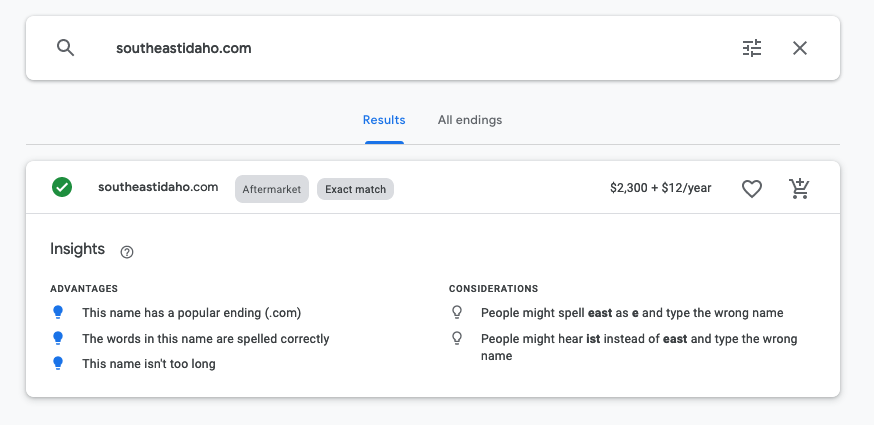 southeastidaho.com
Results All endings
southeastidaho.com Aftermarket Exact match $2,300 + $12/year
Insights ?
ADVANTAGES
This name has a popular ending (.com)
The words in this name are spelled correctly
This name isn't too long
CONSIDERATIONS
People might spell east as e and type the wrong name
People might hear ist instead of east and type the wrong
name